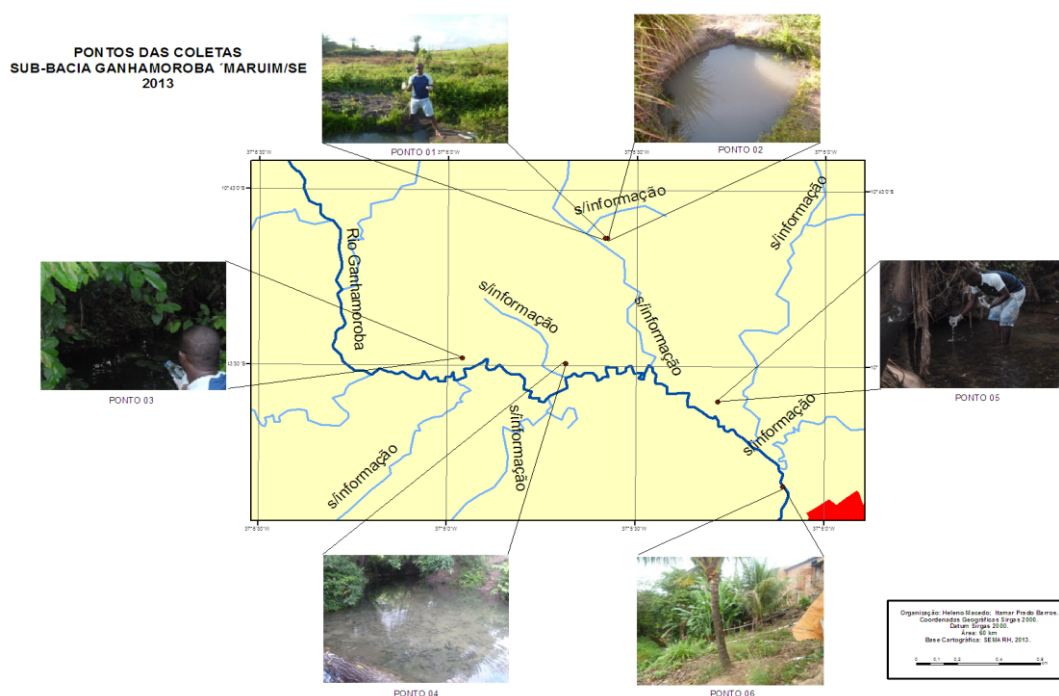 PONTOS DAS COLETAS
SUB-BACIA GANHAMOROBA ´MARUIM/SE
2013
PONTO 01
PONTO 02
s/informação
s/informação
Rio Ganhamoroba
s/informação
s/informação
PONTO 03
PONTO 05
s/informação
s/informação
s/informação
PONTO 04
PONTO 06
Organização: Heleno Macedo; Itamar Prado Barros.
Coordenadas Geográficas Sirgas 2000.
Datum Sirgas 2000.
Área: 60 km
Base Cartográfica: SEMARH, 2013.